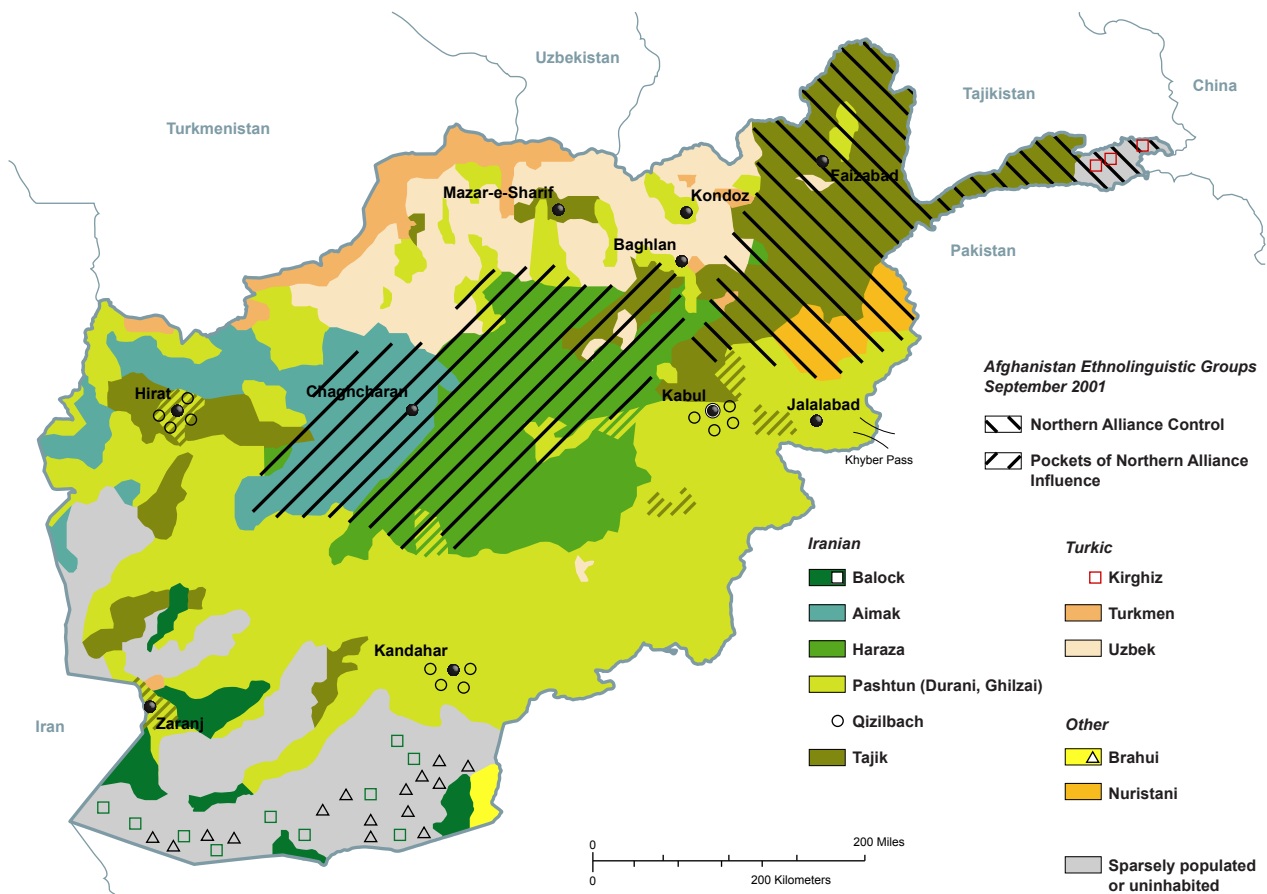 Uzbekistan
China
Tajikistan
Turkmenistan
Faizabad
Mazar-e-Sharif
Kondoz
Baghlan
Pakistan
Afghanistan Ethnolinguistic Groups
September 2001
Chagncharan
Hirat
Kabul
Jalalabad
Northern Alliance Control
Khyber Pass
Pockets of Northern Alliance
Influence
Iranian
Balock
Aimak
Haraza
Pashtun (Durani, Ghilzai)
Qizilbach
Tajik
Turkic
Kirghiz
Turkmen
Uzbek
Other
Brahui
Nuristani
Sparsely populated
or uninhabited
Kandahar
Iran
Zaranj
0
200 Miles
0
200 Kilometers